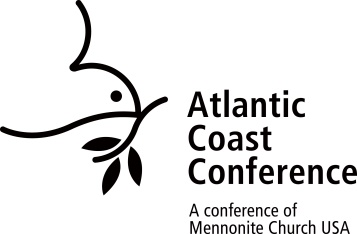 Atlantic
Coast
Conference
A conference of
Mennonite Church USA